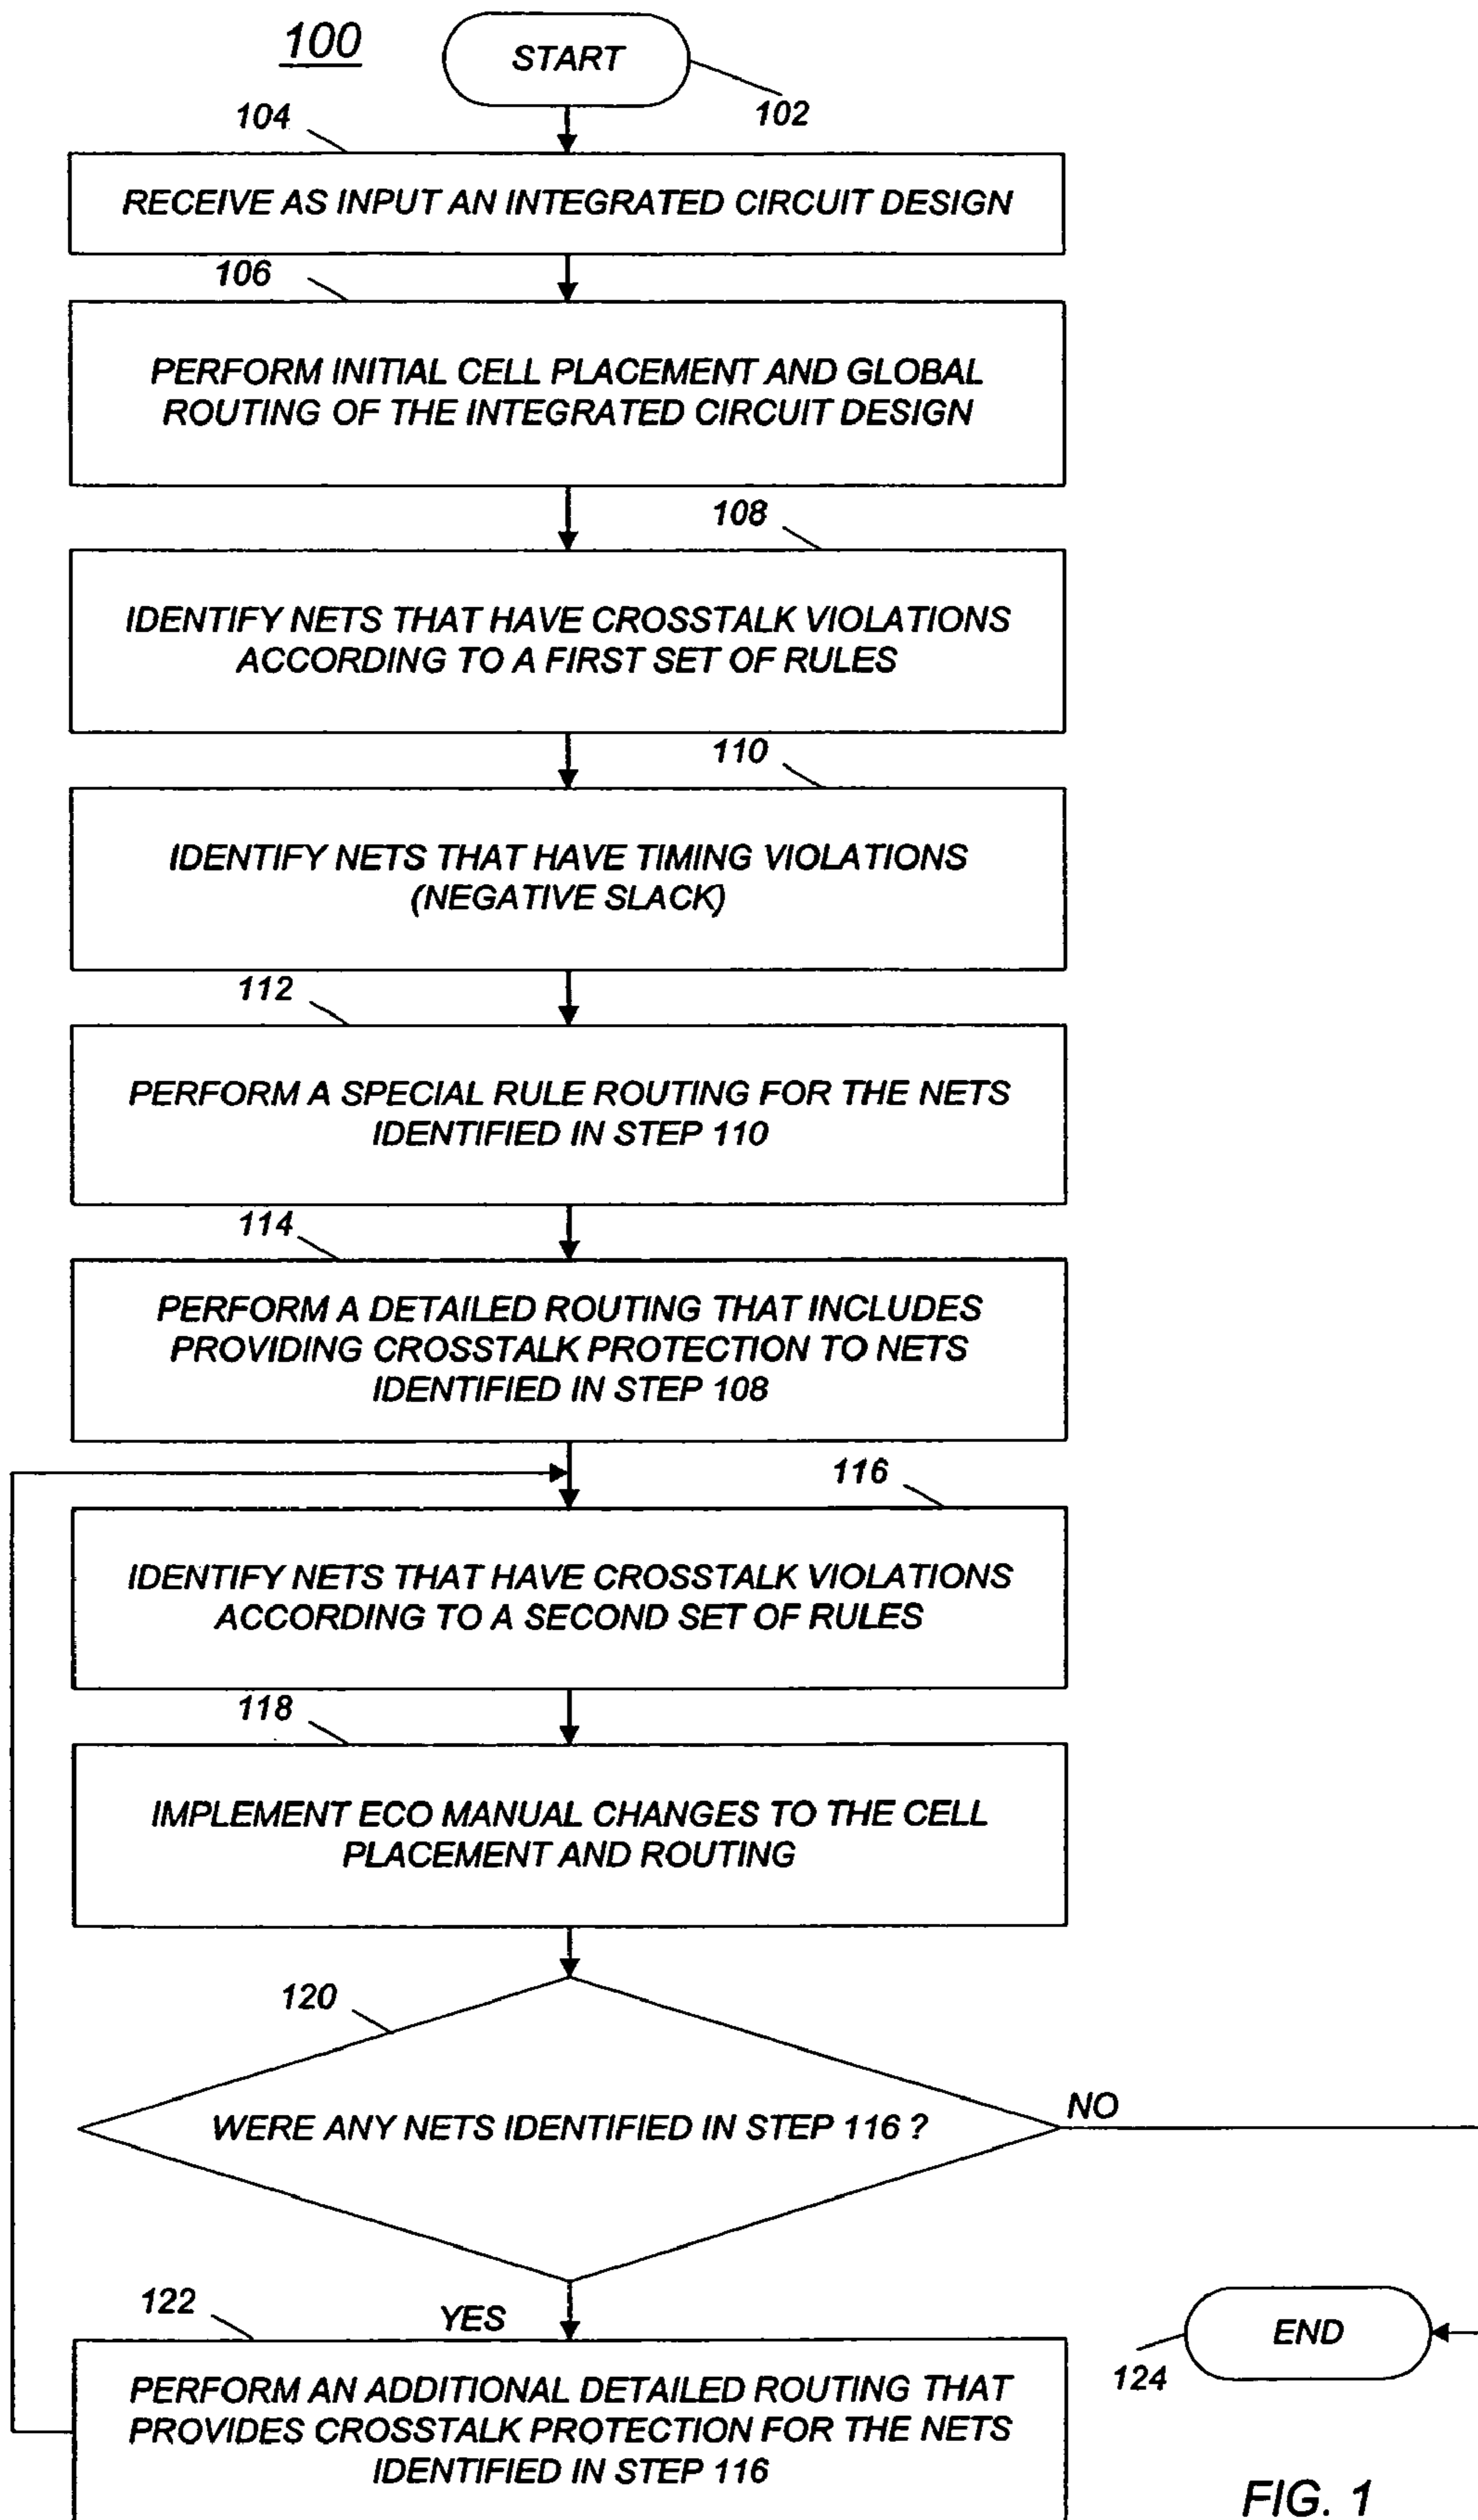 100
START
102
104
RECEIVE AS INPUT AN INTEGRATED CIRCUIT DESIGN
106
PERFORM INITIAL CELL PLACEMENT AND GLOBAL
ROUTING OF THE INTEGRATED CIRCUIT DESIGN
108
IDENTIFY NETS THAT HAVE CROSSTALK VIOLATIONS
ACCORDING TO A FIRST SET OF RULES
110
IDENTIFY NETS THAT HAVE TIMING VIOLATIONS
(NEGATIVE SLACK)
112
PERFORM A SPECIAL RULE ROUTING FOR THE NETS
IDENTIFIED IN STEP 110
114
PERFORM A DETAILED ROUTING THAT INCLUDES
PROVIDING CROSSTALK PROTECTION TO NETS
IDENTIFIED IN STEP 108
116
IDENTIFY NETS THAT HAVE CROSSTALK VIOLATIONS
ACCORDING TO A SECOND SET OF RULES
118
IMPLEMENT ECO MANUAL CHANGES TO THE CELL
PLACEMENT AND ROUTING
120
WERE ANY NETS IDENTIFIED IN STEP 116 ?
NO
122
YES
END
124
PERFORM AN ADDITIONAL DETAILED ROUTING THAT
PROVIDES CROSSTALK PROTECTION FOR THE NETS
IDENTIFIED IN STEP 116
FIG. 1